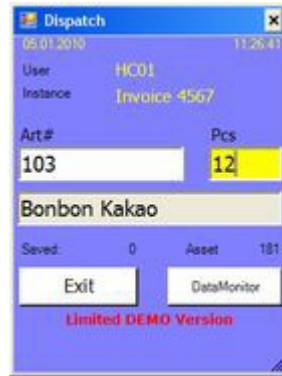 Dispatch
05.01.2010 11:26:41
User HC01
Instance Invoice 4567
Art# Pcs
103 12
Bonbon Kakao
Saved: 0 Asset 181
Exit DataMonitor
Limited DEMO Version